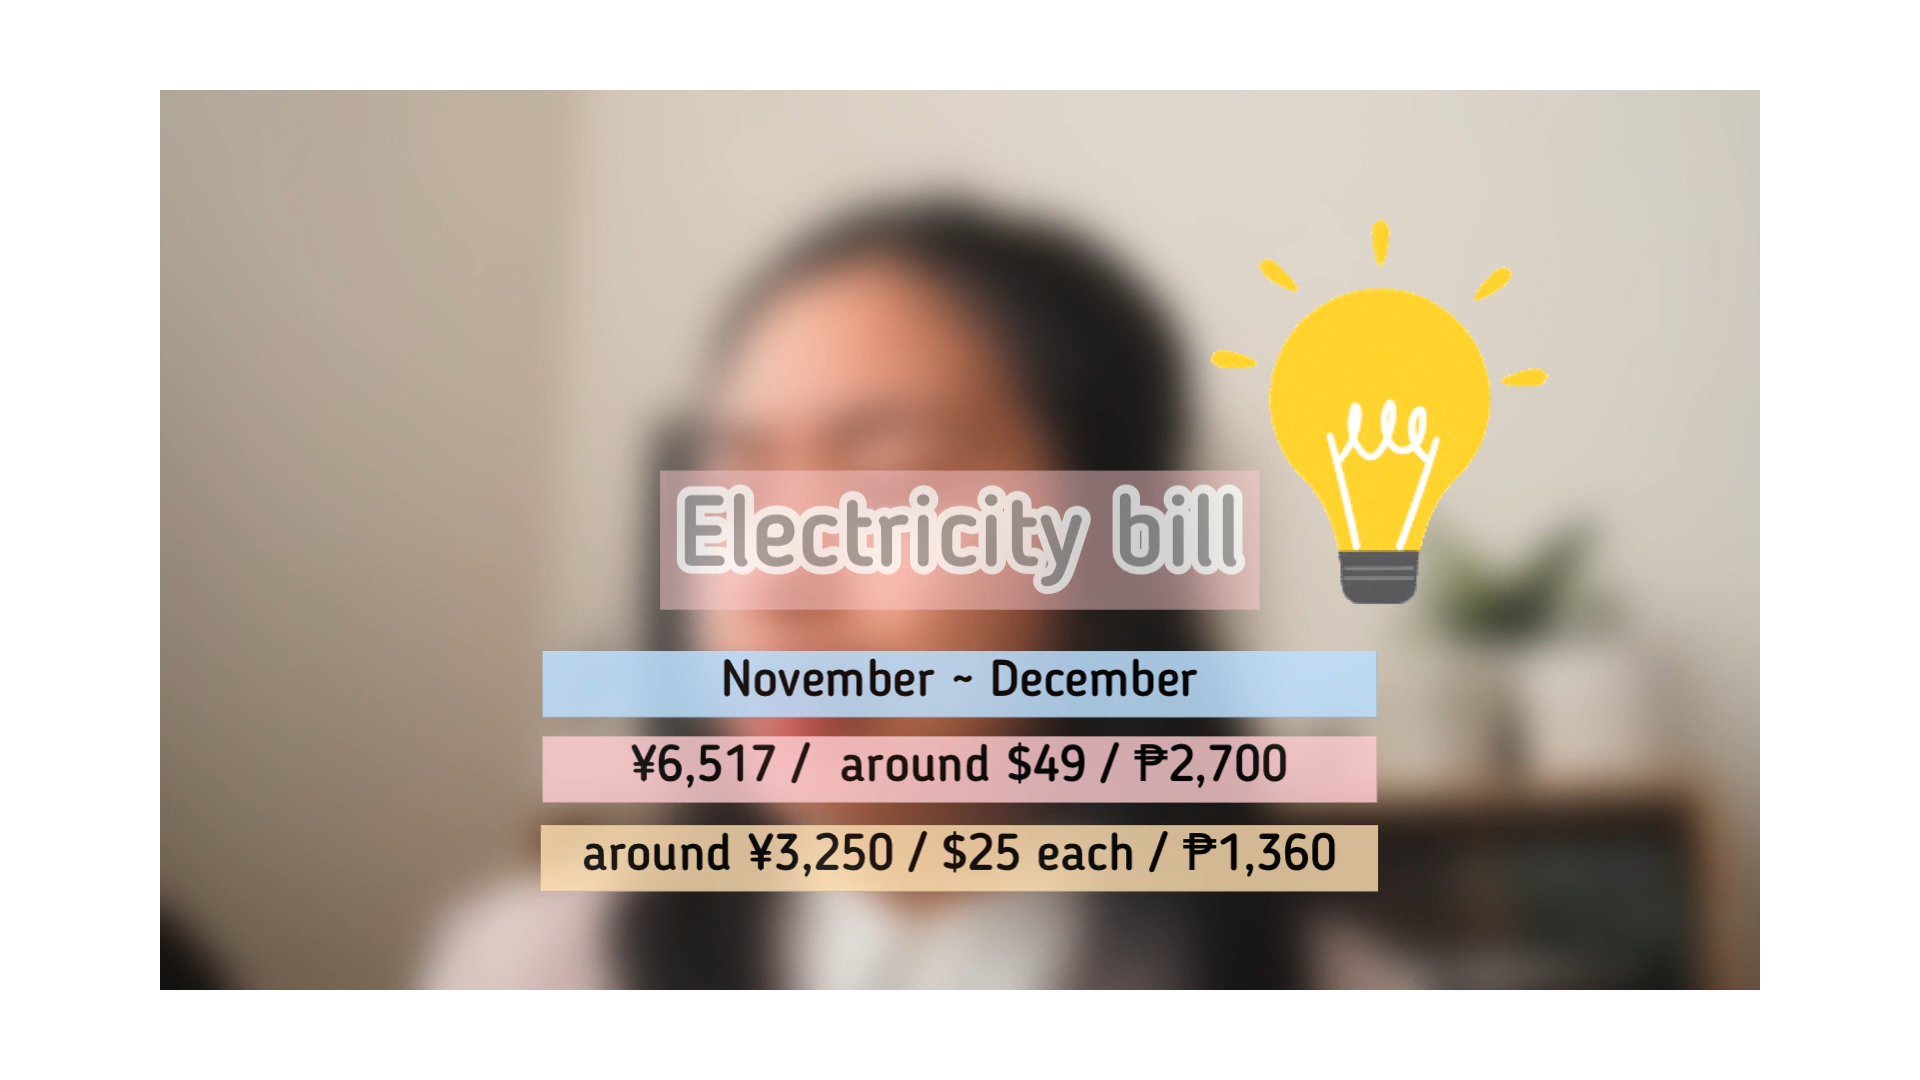 Electricity bill
November ~ December
¥6,517 / around $49 / ₱2,700
around ¥3,250 / $25 each / ₱1,360